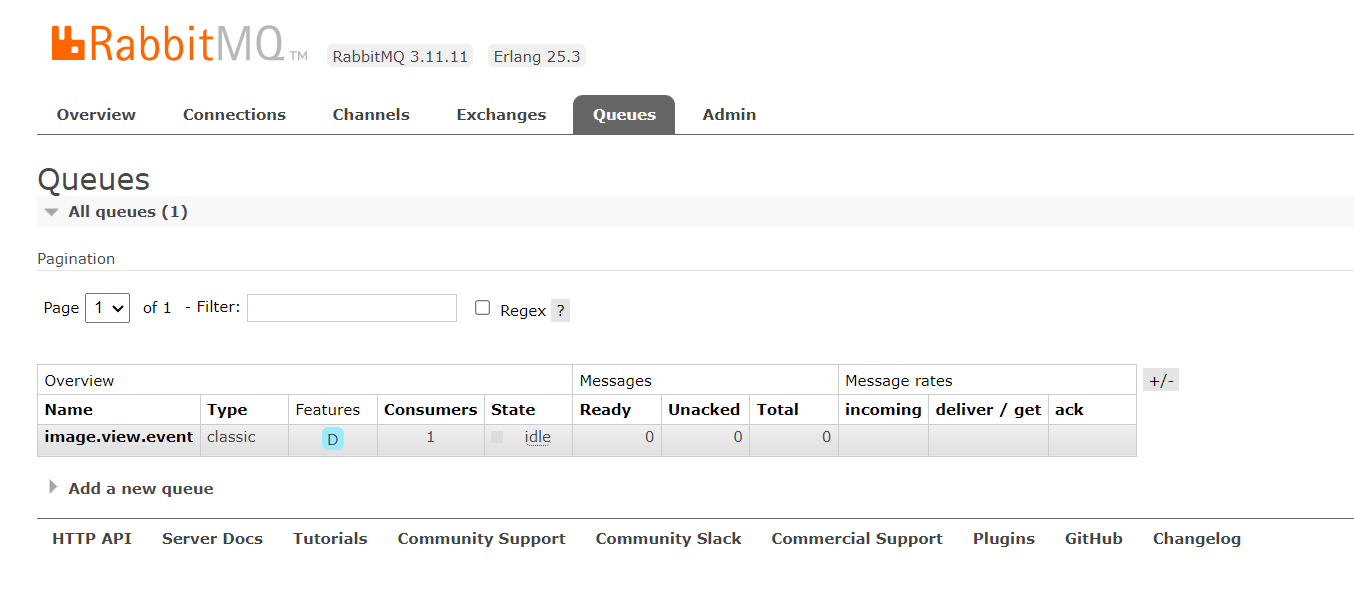 RabbitMQ TM RabbitMQ 3.11.11 Erlang 25.3
Overview Connections Channels Exchanges Queues Admin
Queues
All queues (1)
Pagination
Page 1 of 1 - Filter: Regex ?
Overview Messages Message rates +/-
Name Type Features Consumers State Ready Unacked Total incoming deliver / get ack
image.view.event classic D 1 idle 0 0 0
Add a new queue
HTTP API Server Docs Tutorials Community Support Community Slack Commercial Support Plugins GitHub Changelog